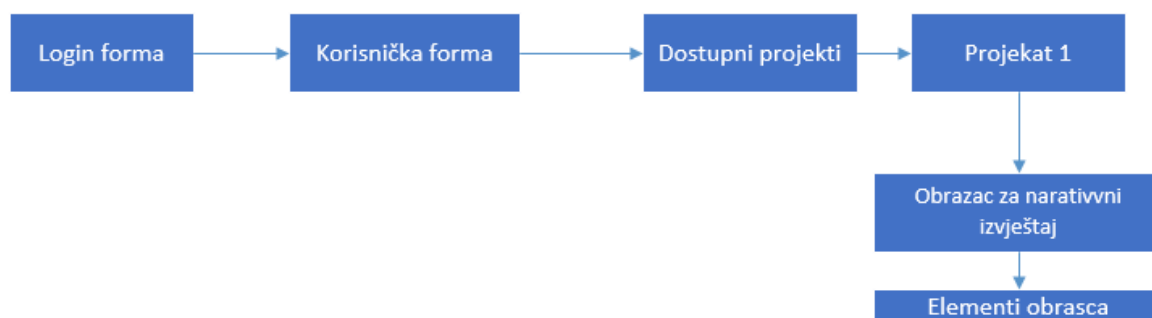 Login forma
Korisnička forma
Dostupni projekti
Projekat 1
Obrazac za narativvni
izvještaj
Elementi obrasca